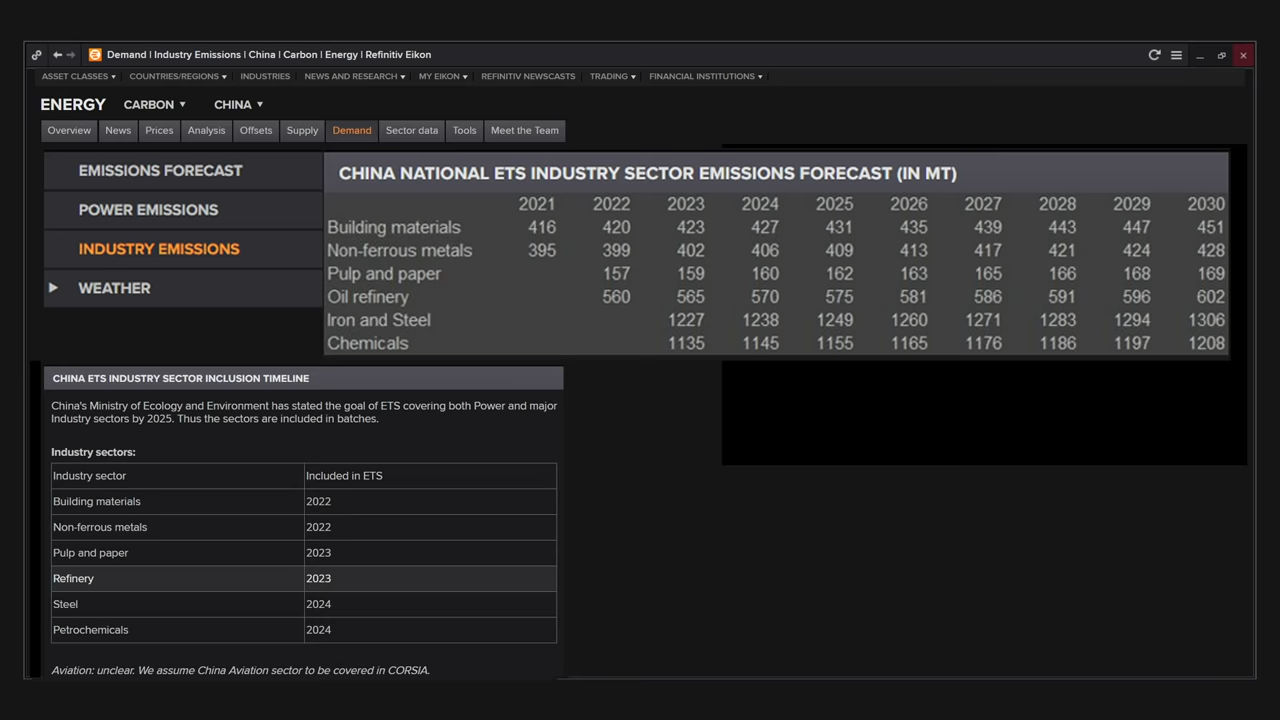 Demand | Industry Emissions | China | Carbon | Energy | Refinitiv Eikon
ASSET CLASSES COUNTRIES/REGIONS INDUSTRIES NEWS AND RESEARCH MY EIKON REFINITIV NEWSCASTS TRADING FINANCIAL INSTITUTIONS
ENERGY CARBON CHINA
Overview News Prices Analysis Offsets Supply Demand Sector data Tools Meet the Team
EMISSIONS FORECAST
POWER EMISSIONS
INDUSTRY EMISSIONS
WEATHER
CHINA NATIONAL ETS INDUSTRY SECTOR EMISSIONS FORECAST (IN MT)
2021 2022 2023 2024 2025 2026 2027 2028 2029 2030
Building materials 416 420 423 427 431 435 439 443 447 451
Non-ferrous metals 395 399 402 406 409 413 417 421 424 428
Pulp and paper 157 159 160 162 163 165 166 168 169
Oil refinery 560 565 570 575 581 586 591 596 602
Iron and Steel 1227 1238 1249 1260 1271 1283 1294 1306
Chemicals 1135 1145 1155 1165 1176 1186 1197 1208
CHINA ETS INDUSTRY SECTOR INCLUSION TIMELINE
China's Ministry of Ecology and Environment has stated the goal of ETS covering both Power and major
Industry sectors by 2025. Thus the sectors are included in batches.
Industry sectors:
Industry sector Included in ETS
Building materials 2022
Non-ferrous metals 2022
Pulp and paper 2023
Refinery 2023
Steel 2024
Petrochemicals 2024
Aviation: unclear. We assume China Aviation sector to be covered in CORSIA.